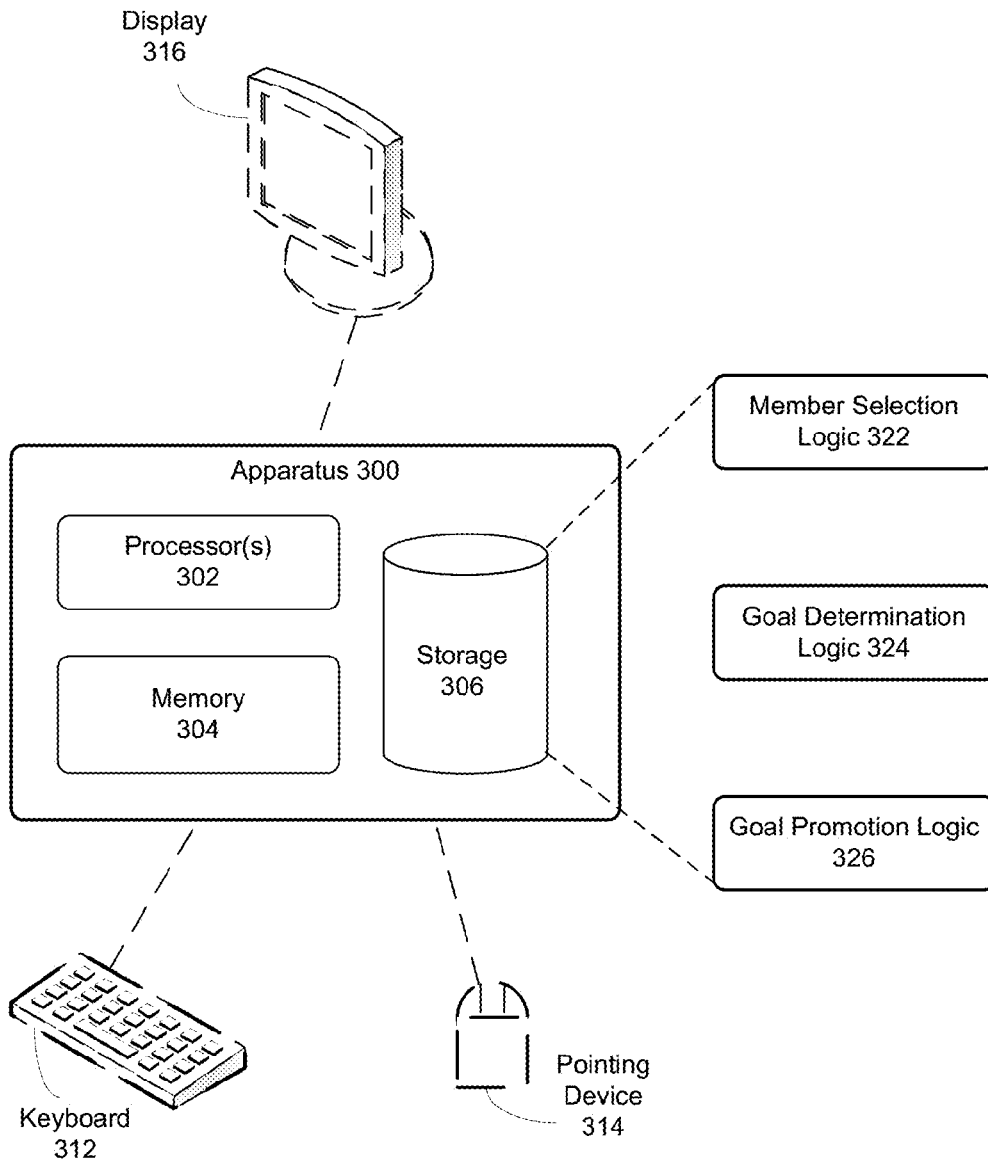 Display
316
Apparatus 300
Processor(s)
302
Memory
304
Storage
306
Member Selection
Logic 322
Goal Determination
Logic 324
Goal Promotion Logic
326
Keyboard
312
Pointing
Device
314